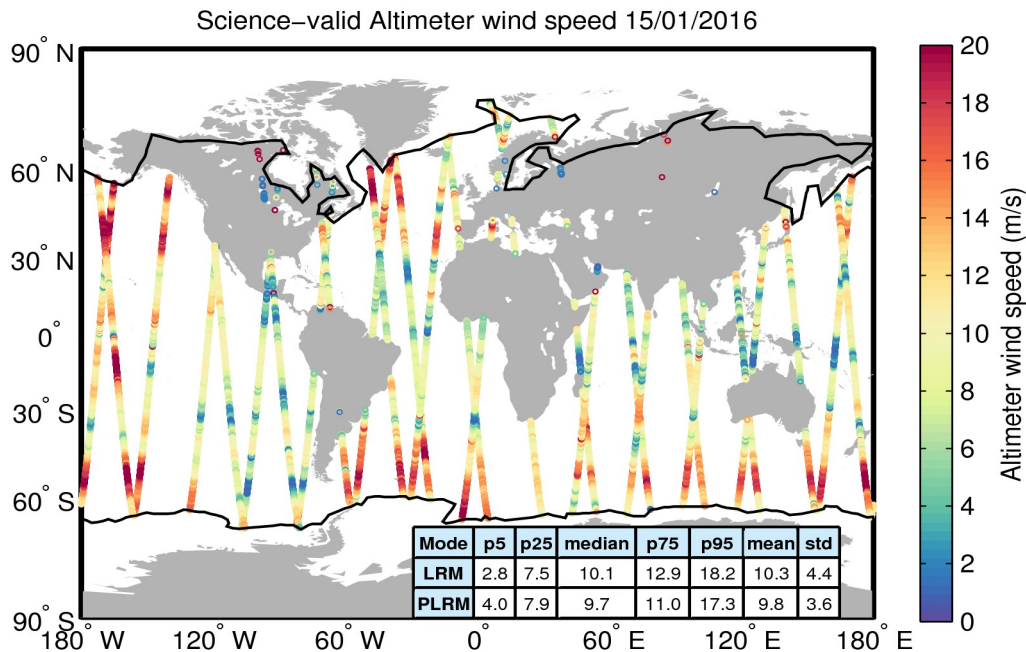 Science−valid Altimeter wind speed 15/01/2016
90° N
60° N
30° N
0°
30° S
60° S
90° S
180° W
120° W
60° W
0°
60° E
120° E
180° E
Mode p5 p25 median p75 p95 mean std
LRM 2.8 7.5 10.1 12.9 18.2 10.3 4.4
PLRM 4.0 7.9 9.7 11.0 17.3 9.8 3.6
20
18
16
14
12
10
8
6
4
2
0
Altimeter wind speed (m/s)